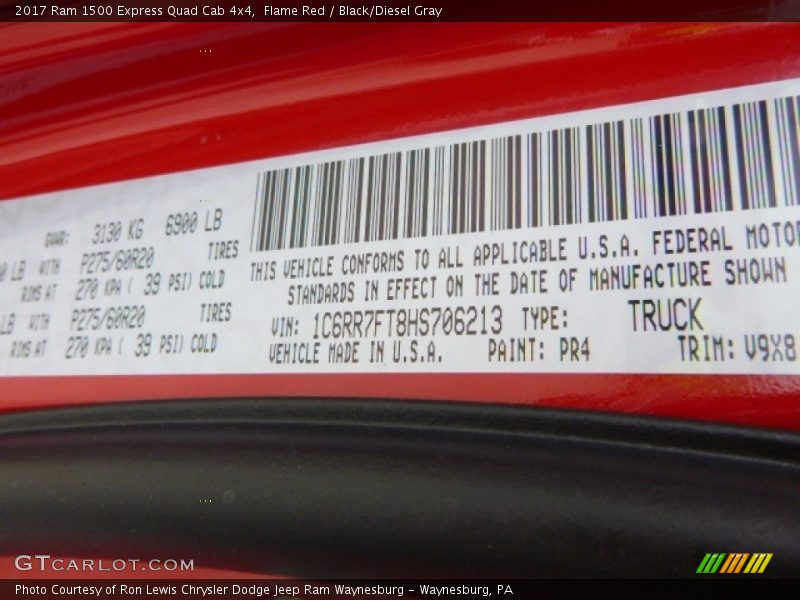 2017 Ram 1500 Express Quad Cab 4x4,  Flame Red / Black/Diesel Gray
GVWR: 3130 KG 6900 LB
LB WITH P275/60R20 TIRES
RIMS AT 270 KPA ( 39 PSI) COLD
LB WITH P275/60R20 TIRES
RIMS AT 270 KPA ( 39 PSI) COLD
THIS VEHICLE CONFORMS TO ALL APPLICABLE U.S.A. FEDERAL MOTOR
STANDARDS IN EFFECT ON THE DATE OF MANUFACTURE SHOWN
VIN: 1C6RR7FT8HS706213 TYPE: TRUCK
VEHICLE MADE IN U.S.A. PAINT: PR4 TRIM: V9X8
GTCARLOT.COM
Photo Courtesy of Ron Lewis Chrysler Dodge Jeep Ram Waynesburg - Waynesburg, PA